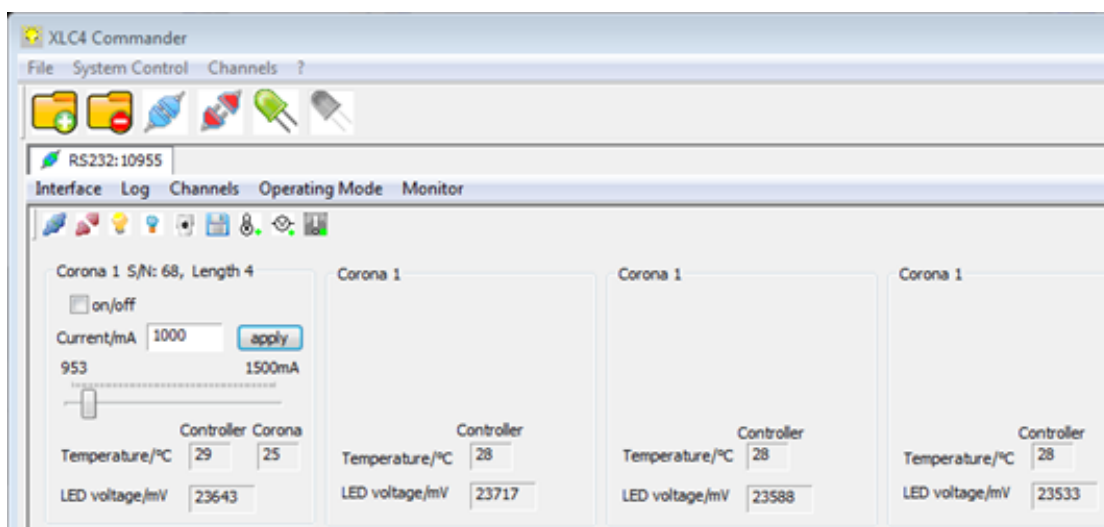 XLC4 Commander
File System Control Channels ?
RS232:10955
Interface Log Channels Operating Mode Monitor
Corona 1 S/N: 68, Length 4
on/off
Current/mA 1000 apply
953 1500mA
Controller Corona
Temperature/°C 29 25
LED voltage/mV 23643
Corona 1
Controller
Temperature/°C 28
LED voltage/mV 23717
Corona 1
Controller
Temperature/°C 28
LED voltage/mV 23588
Corona 1
Controller
Temperature/°C 28
LED voltage/mV 23533